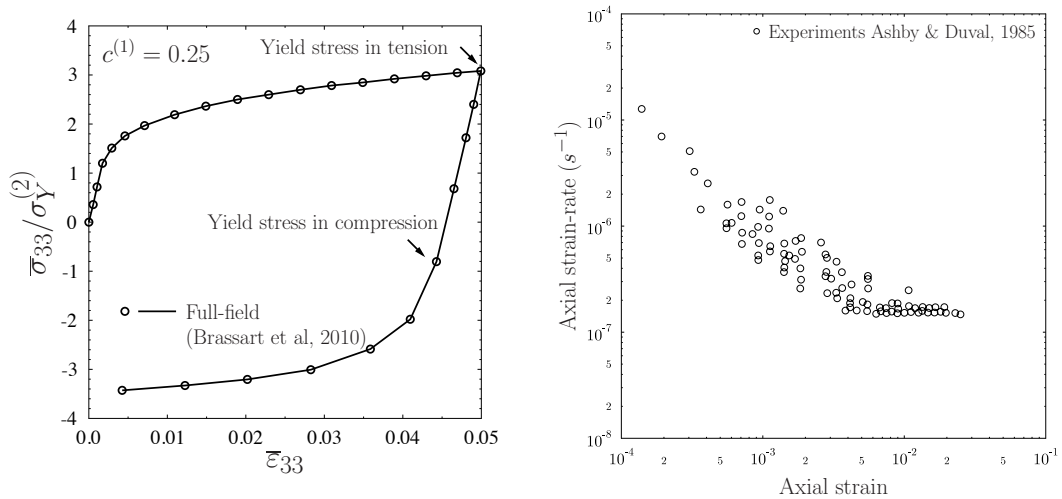 4
3
2
1
0
-1
-2
-3
-4
σ̅33/σY(2)
c(1) = 0.25
Yield stress in tension
Yield stress in compression
Full-field
(Brassart et al, 2010)
0.0 0.01 0.02 0.03 0.04 0.05
ε̅33
10-4
5
2
10-5
5
2
10-6
5
2
10-7
5
2
10-8
Axial strain-rate (s−1)
Experiments Ashby & Duval, 1985
10-4 2 5 10-3 2 5 10-2 2 5 10-1
Axial strain